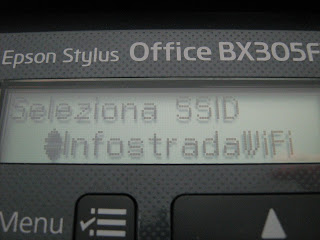 Epson Stylus Office BX305F
Seleziona SSID
InfostradaWiFi
Menu